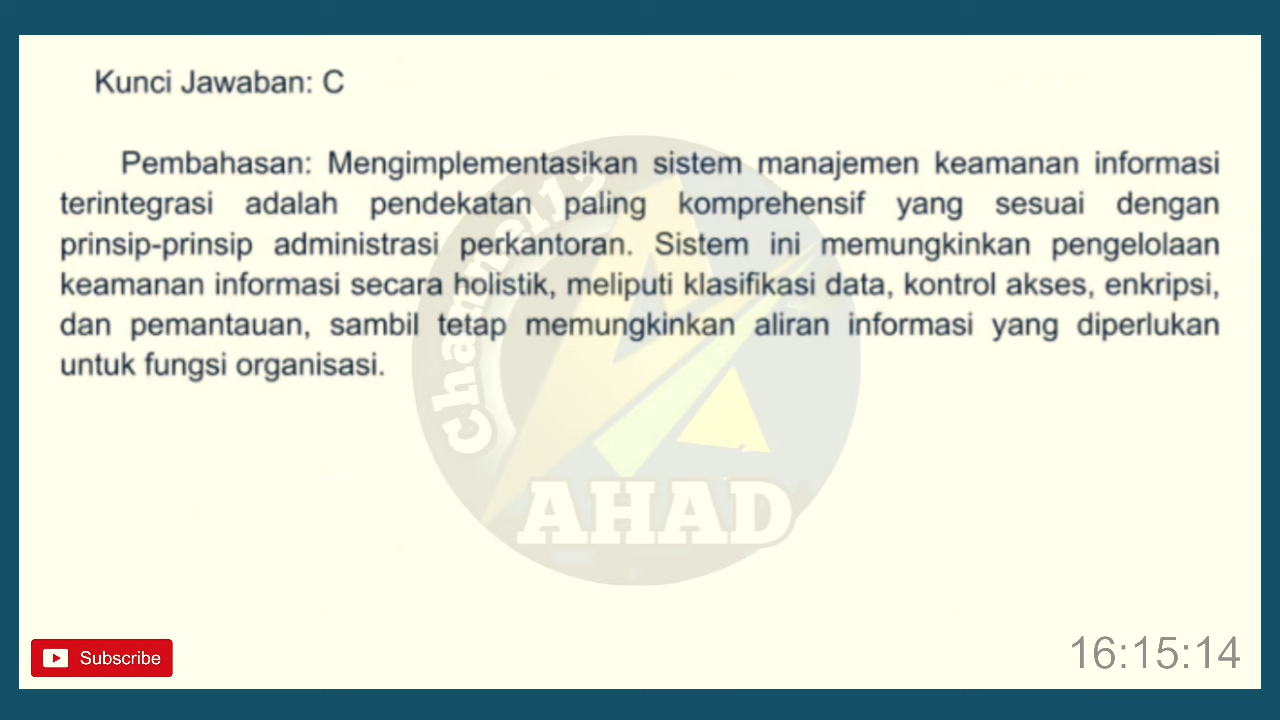 Kunci Jawaban: C
Pembahasan: Mengimplementasikan sistem manajemen keamanan informasi
terintegrasi adalah pendekatan paling komprehensif yang sesuai dengan
prinsip-prinsip administrasi perkantoran. Sistem ini memungkinkan pengelolaan
keamanan informasi secara holistik, meliputi klasifikasi data, kontrol akses, enkripsi,
dan pemantauan, sambil tetap memungkinkan aliran informasi yang diperlukan
untuk fungsi organisasi.
AHAD
Subscribe
16:15:14